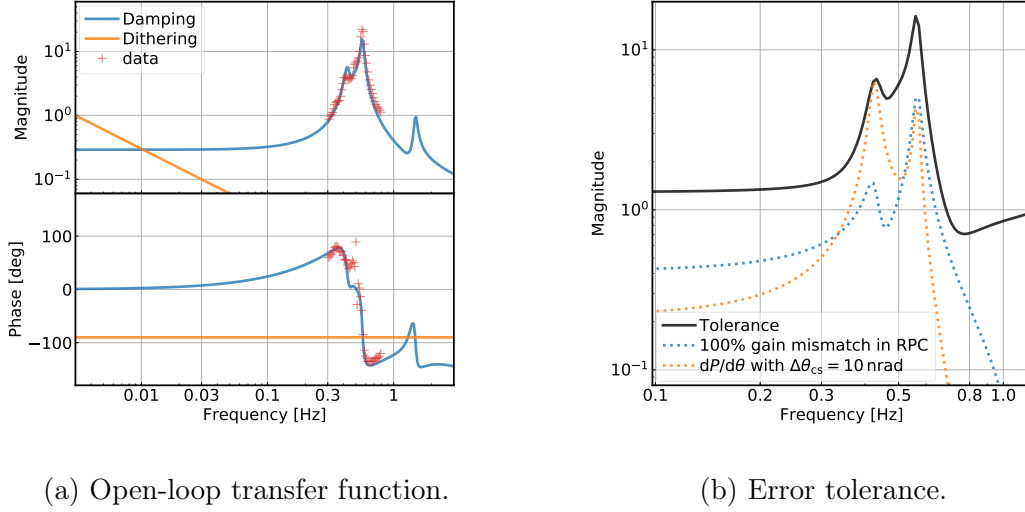 Damping
Dithering
data
Magnitude
10^1
10^0
10^{-1}
Phase [deg]
100
0
−100
0.01 0.03 0.1 0.3 1
Frequency [Hz]
(a) Open-loop transfer function.
Magnitude
10^1
10^0
10^{-1}
Tolerance
100% gain mismatch in RPC
dP/dθ with Δθ_cs = 10 nrad
0.1 0.2 0.3 0.5 0.8 1.0
Frequency [Hz]
(b) Error tolerance.